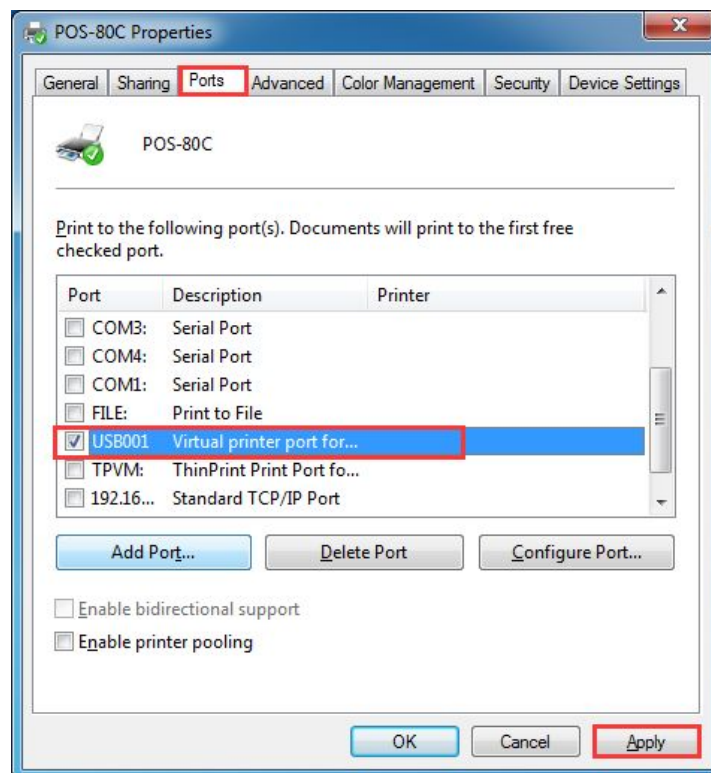 POS-80C Properties
General Sharing Ports Advanced Color Management Security Device Settings
POS-80C
Print to the following port(s). Documents will print to the first free
checked port.
Port Description Printer
COM3: Serial Port
COM4: Serial Port
COM1: Serial Port
FILE: Print to File
USB001 Virtual printer port for...
TPVM: ThinPrint Print Port fo...
192.16... Standard TCP/IP Port
Add Port... Delete Port Configure Port...
Enable bidirectional support
Enable printer pooling
OK Cancel Apply